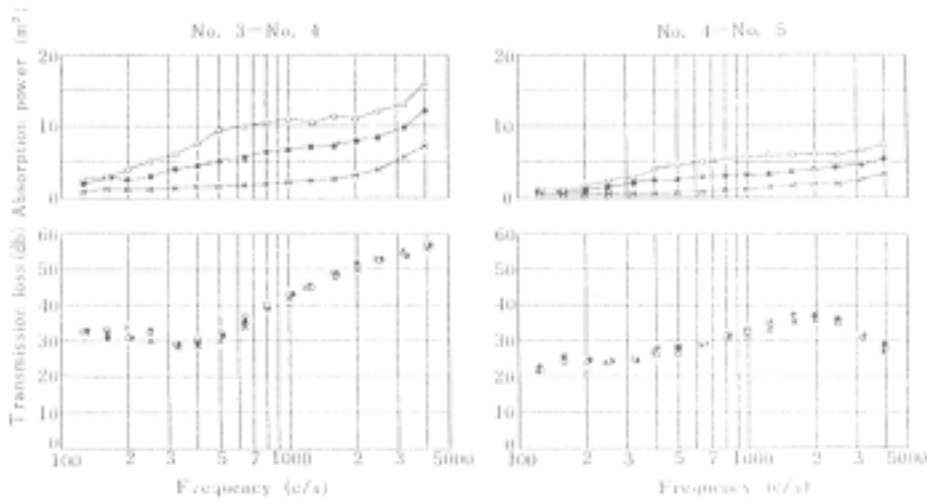 No. 3—No. 4
No. 4—No. 5
Absorption power (m²)
20
10
0
20
10
0
Transmission loss (db)
60
50
40
30
20
10
0
60
50
40
30
20
10
0
100 2 3 5 7 1000 2 3 5000
100 2 3 5 7 1000 2 3 5000
Frequency (c/s)
Frequency (c/s)